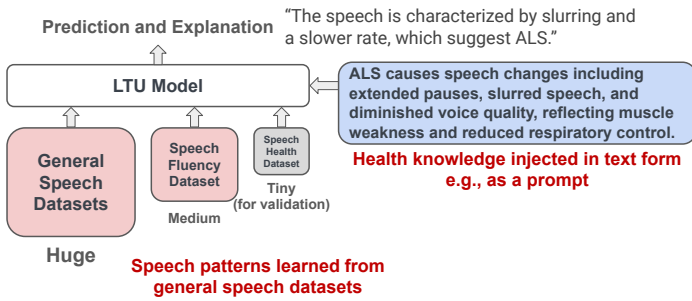 Prediction and Explanation
“The speech is characterized by slurring and
a slower rate, which suggest ALS.”
LTU Model
ALS causes speech changes including
extended pauses, slurred speech, and
diminished voice quality, reflecting muscle
weakness and reduced respiratory control.
General
Speech
Datasets
Speech
Fluency
Dataset
Speech
Health
Dataset
Health knowledge injected in text form
e.g., as a prompt
Tiny
(for validation)
Medium
Huge
Speech patterns learned from
general speech datasets